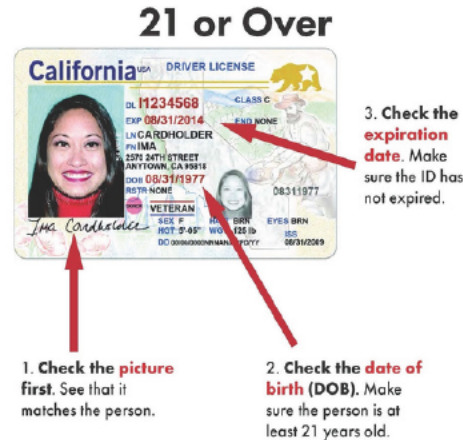 21 or Over
California USA DRIVER LICENSE
DL I1234568 CLASS C
EXP 08/31/2014 END NONE
LN CARDHOLDER
FN IMA
2570 24TH STREET
ANYTOWN, CA 95818
DOB 08/31/1977
RSTR NONE
08311977
DONOR
VETERAN
SEX F HAIR BRN EYES BRN
HGT 5'-05" WGT 125 lb
ISS
08/31/2009
Ima Cardholder
3. Check the
expiration
date. Make
sure the ID has
not expired.
1. Check the picture
first. See that it
matches the person.
2. Check the date of
birth (DOB). Make
sure the person is at
least 21 years old.